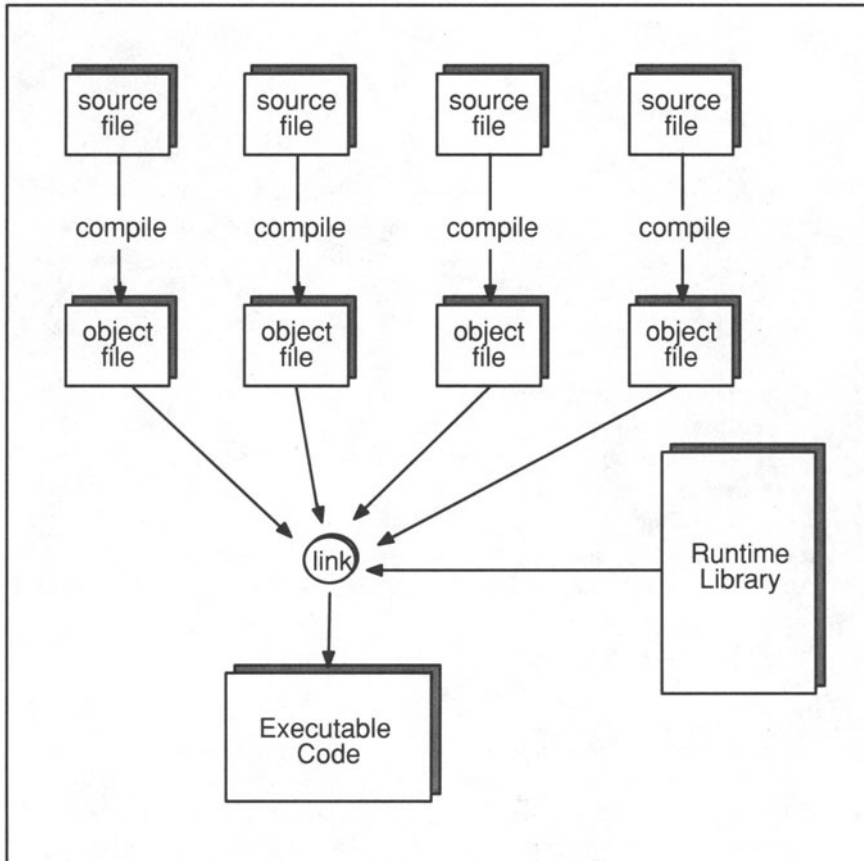 source
file
source
file
source
file
source
file
compile
compile
compile
compile
object
file
object
file
object
file
object
file
link
Runtime
Library
Executable
Code